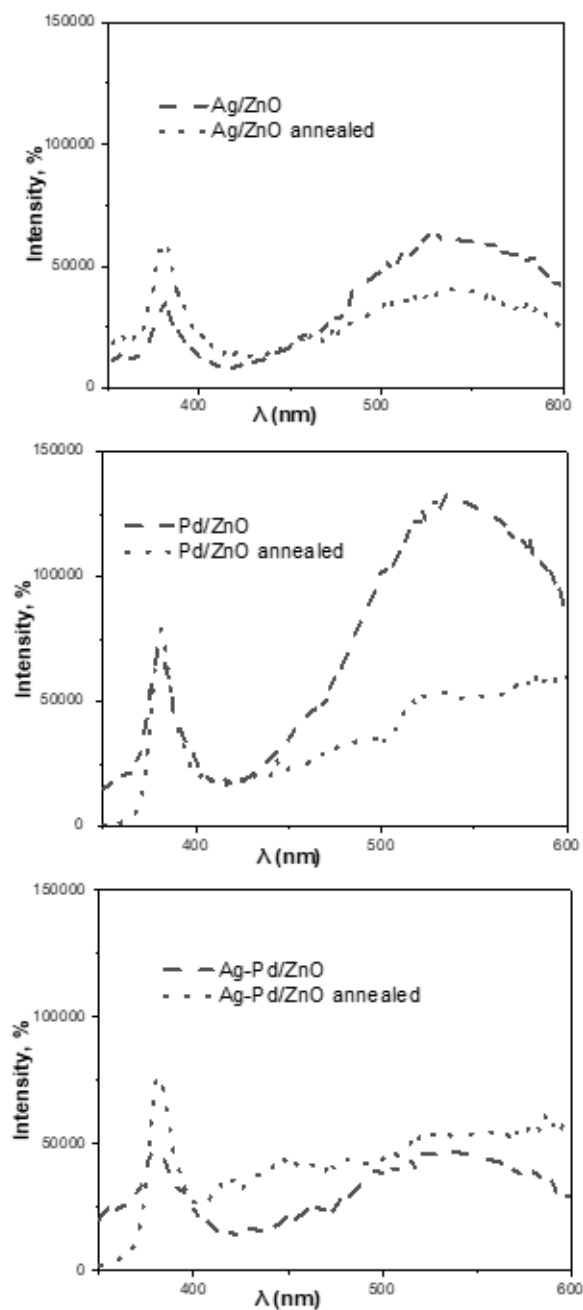 150000
Ag/ZnO
Ag/ZnO annealed
100000
Intensity, %
50000
0
400
500
600
λ (nm)
150000
Pd/ZnO
Pd/ZnO annealed
100000
Intensity, %
50000
0
400
500
600
λ (nm)
150000
Ag-Pd/ZnO
Ag-Pd/ZnO annealed
100000
Intensity, %
50000
0
400
500
600
λ (nm)